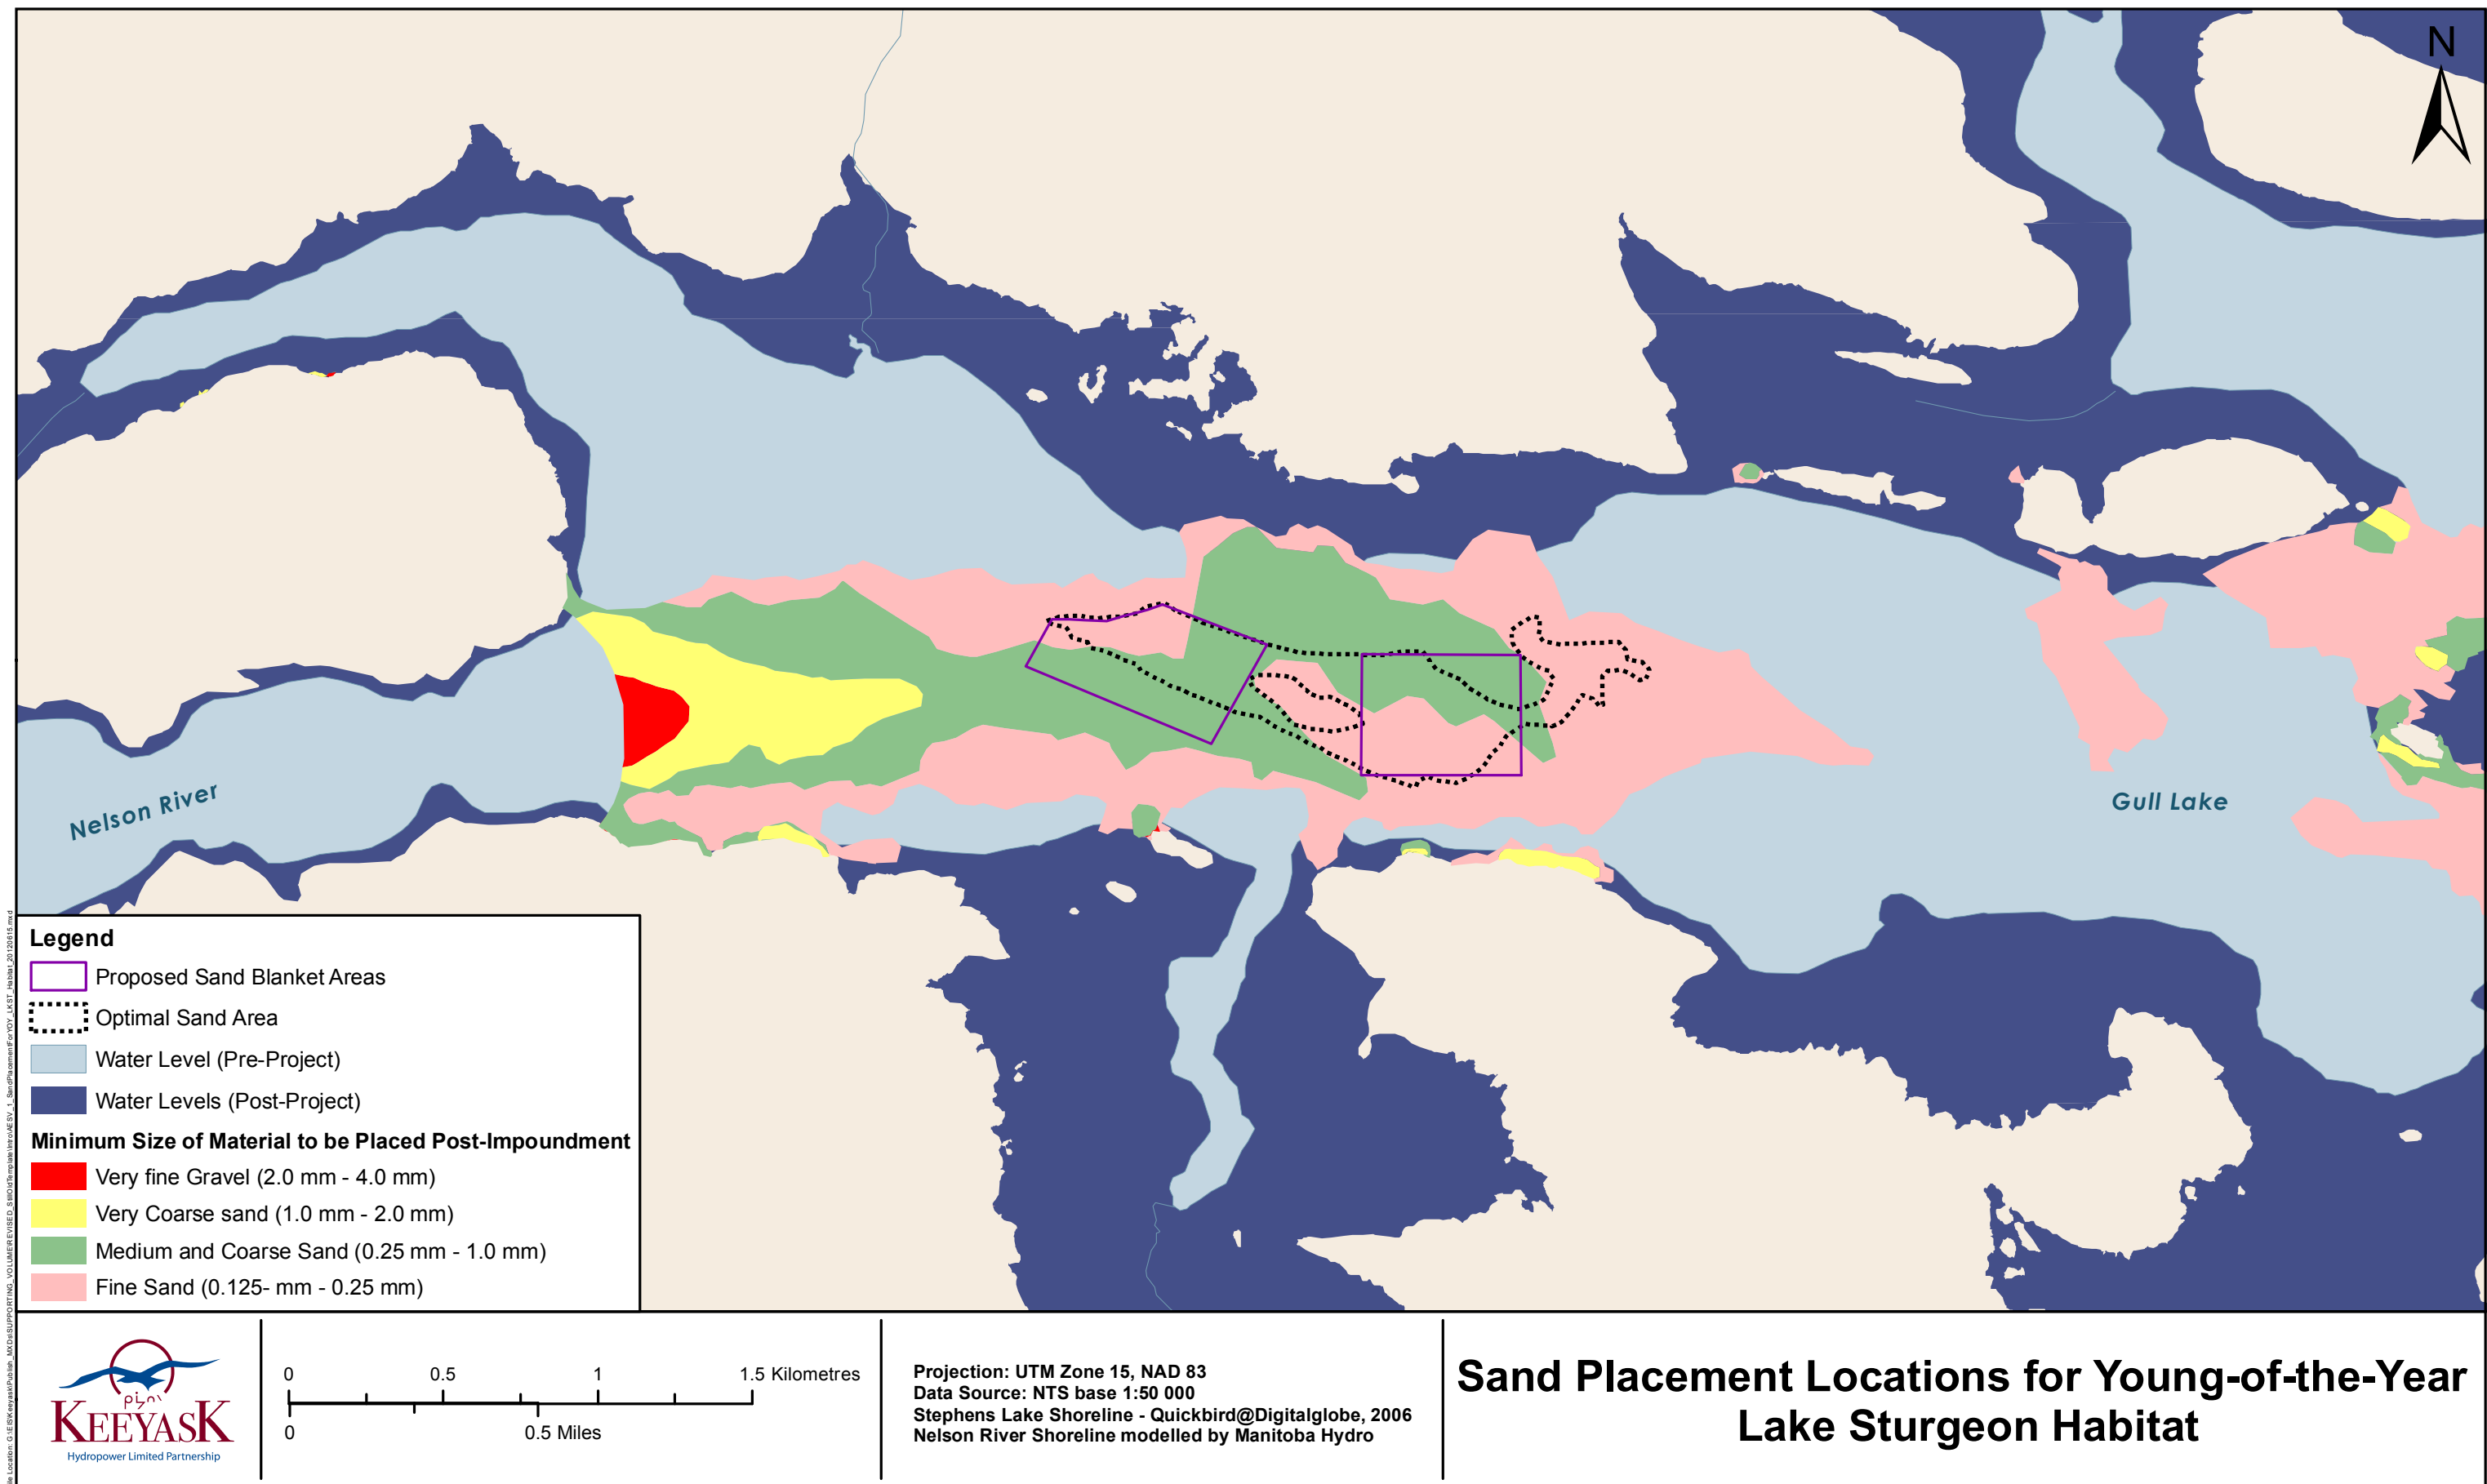 N
Nelson River
Gull Lake
Legend
Proposed Sand Blanket Areas
Optimal Sand Area
Water Level (Pre-Project)
Water Levels (Post-Project)
Minimum Size of Material to be Placed Post-Impoundment
Very fine Gravel (2.0 mm - 4.0 mm)
Very Coarse sand (1.0 mm - 2.0 mm)
Medium and Coarse Sand (0.25 mm - 1.0 mm)
Fine Sand (0.125- mm - 0.25 mm)
KEEYASK
Hydropower Limited Partnership
0 0.5 1 1.5 Kilometres
0 0.5 Miles
Projection: UTM Zone 15, NAD 83
Data Source: NTS base 1:50 000
Stephens Lake Shoreline - Quickbird@Digitalglobe, 2006
Nelson River Shoreline modelled by Manitoba Hydro
Sand Placement Locations for Young-of-the-Year
Lake Sturgeon Habitat